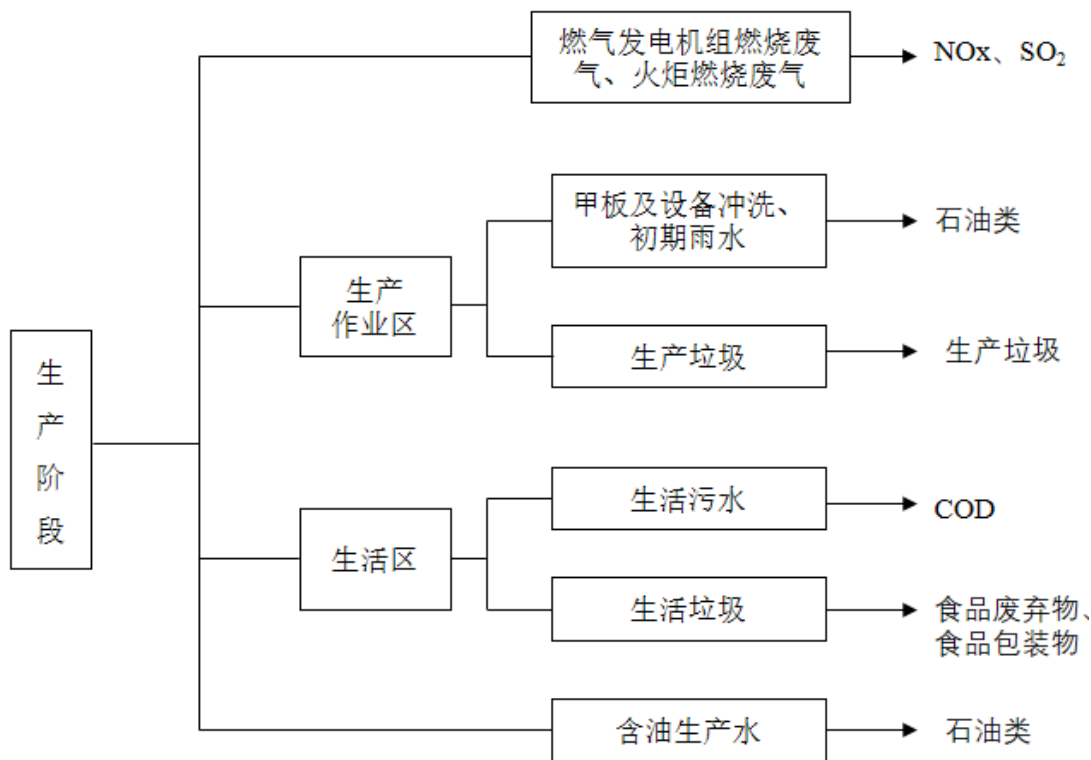 燃气发电机组燃烧废
气、火炬燃烧废气
NOx、SO₂
甲板及设备冲洗、
初期雨水
石油类
生产
作业区
生产垃圾
生产垃圾
生
产
阶
段
生活污水
COD
生活区
生活垃圾
食品废弃物、
食品包装物
含油生产水
石油类